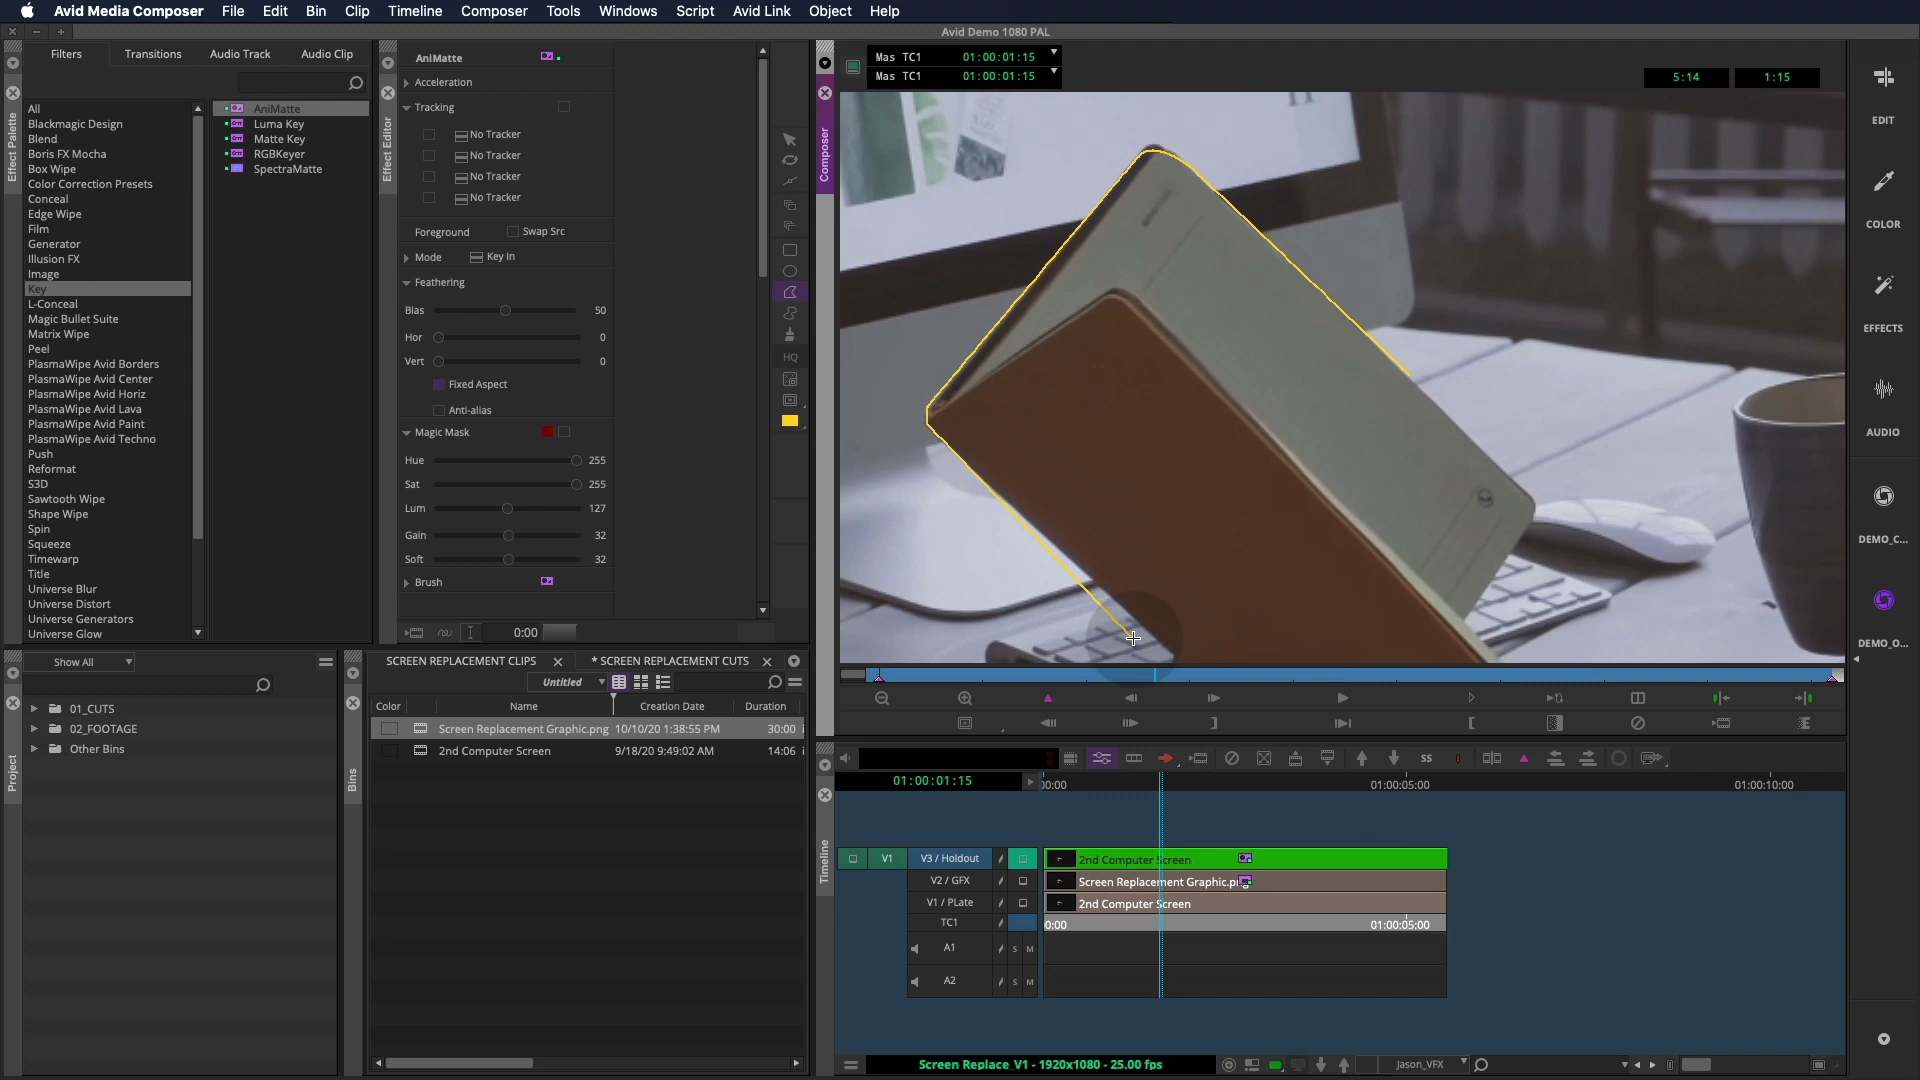 Avid Media Composer File Edit Bin Clip Timeline Composer Tools Windows Script Avid Link Object Help
Avid Demo 1080 PAL
Filters Transitions Audio Track Audio Clip
Effect Palette
All
Blackmagic Design
Blend
Boris FX Mocha
Box Wipe
Color Correction Presets
Conceal
Edge Wipe
Film
Generator
Illusion FX
Image
Key
L-Conceal
Magic Bullet Suite
Matrix Wipe
Peel
PlasmaWipe Avid Borders
PlasmaWipe Avid Center
PlasmaWipe Avid Horiz
PlasmaWipe Avid Lava
PlasmaWipe Avid Paint
PlasmaWipe Avid Techno
Push
Reformat
S3D
Sawtooth Wipe
Shape Wipe
Spin
Squeeze
Timewarp
Title
Universe Blur
Universe Distort
Universe Generators
Universe Glow
AniMatte
Luma Key
Matte Key
RGBKeyer
SpectraMatte
Effect Editor
AniMatte
Acceleration
Tracking
No Tracker
No Tracker
No Tracker
No Tracker
Foreground Swap Src
Mode Key In
Feathering
Bias 50
Hor 0
Vert 0
Fixed Aspect
Anti-alias
Magic Mask
Hue 255
Sat 255
Lum 127
Gain 32
Soft 32
Brush
0:00
HQ
Composer
Mas TC1 01:00:01:15
Mas TC1 01:00:01:15
5:14 1:15
EDIT
COLOR
EFFECTS
AUDIO
DEMO_C...
DEMO_O...
Project
Show All
01_CUTS
02_FOOTAGE
Other Bins
Bins
SCREEN REPLACEMENT CLIPS * SCREEN REPLACEMENT CUTS
Untitled
Color Name Creation Date Duration
Screen Replacement Graphic.png 10/10/20 1:38:55 PM 30:00
2nd Computer Screen 9/18/20 9:49:02 AM 14:06
Timeline
SS
01:00:01:15 01:00:05:00 01:00:10:00
V1 V3 / Holdout 2nd Computer Screen
V2 / GFX Screen Replacement Graphic.p
V1 / PLate 2nd Computer Screen
TC1 0:00 01:00:05:00
A1 S M
A2 S M
Screen Replace_V1 - 1920x1080 - 25.00 fps Jason_VFX